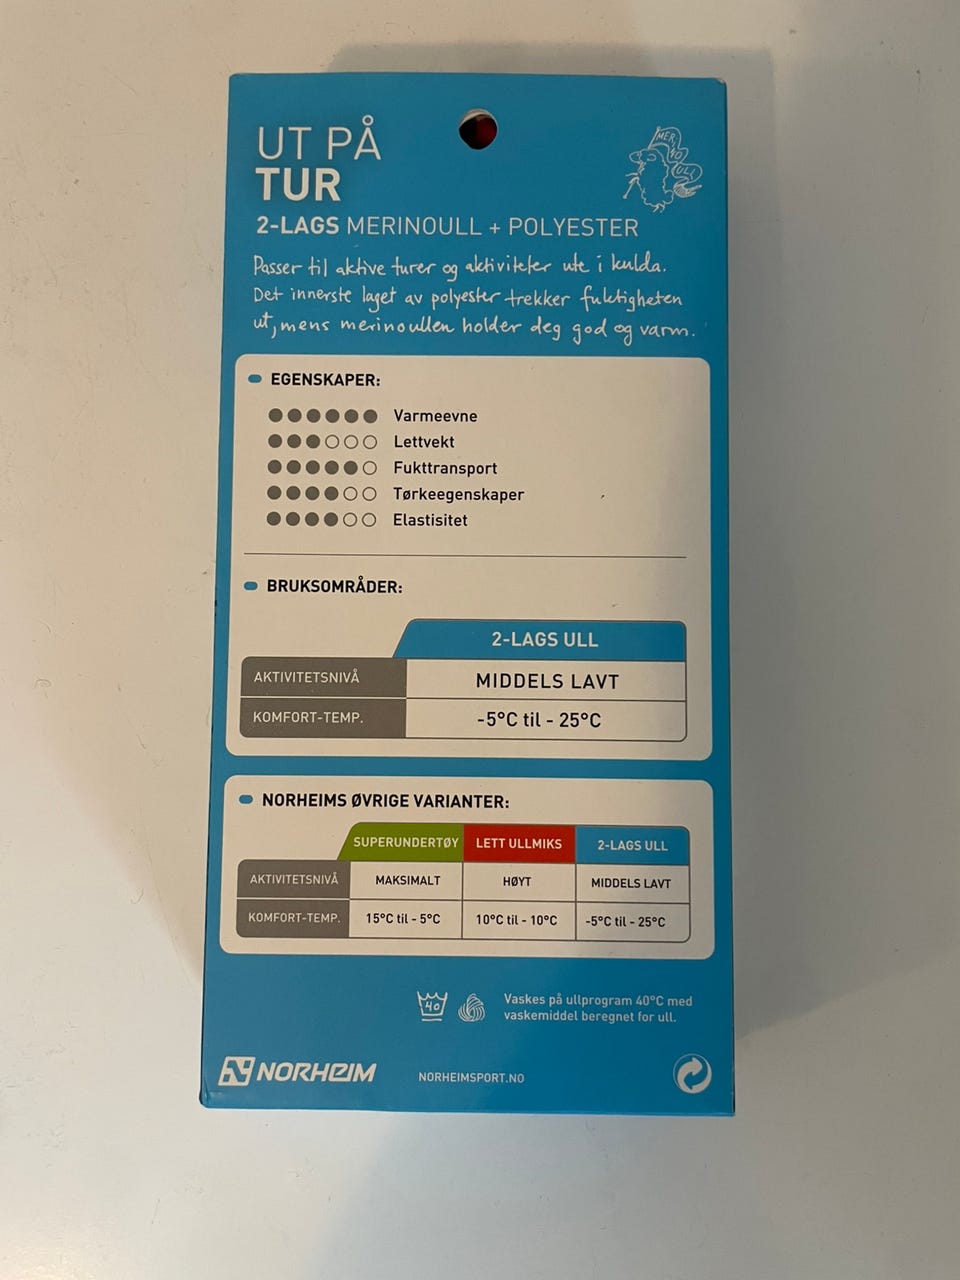 UT PÅ
TUR
MER-
INO
ULL!
2-LAGS MERINOULL + POLYESTER
Passer til aktive turer og aktiviteter ute i kulda.
Det innerste laget av polyester trekker fuktigheten
ut, mens merinoullen holder deg god og varm.
EGENSKAPER:
Varmeevne
Lettvekt
Fukttransport
Tørkeegenskaper
Elastisitet
BRUKSOMRÅDER:
2-LAGS ULL
AKTIVITETSNIVÅ MIDDELS LAVT
KOMFORT-TEMP. -5°C til - 25°C
NORHEIMS ØVRIGE VARIANTER:
SUPERUNDERTØY LETT ULLMIKS 2-LAGS ULL
AKTIVITETSNIVÅ MAKSIMALT HØYT MIDDELS LAVT
KOMFORT-TEMP. 15°C til - 5°C 10°C til - 10°C -5°C til - 25°C
40
Vaskes på ullprogram 40°C med
vaskemiddel beregnet for ull.
NORHEIM NORHEIMSPORT.NO